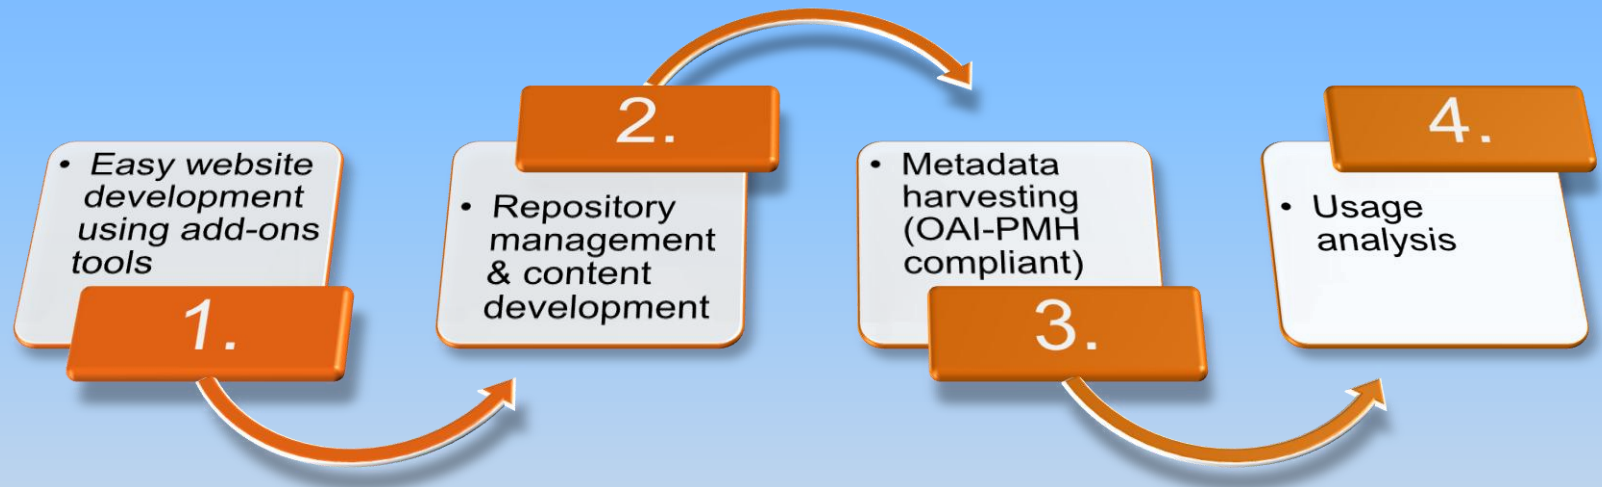 • Easy website
development
using add-ons
tools
1.
2.
• Repository
management
& content
development
• Metadata
harvesting
(OAI-PMH
compliant)
3.
4.
• Usage
analysis